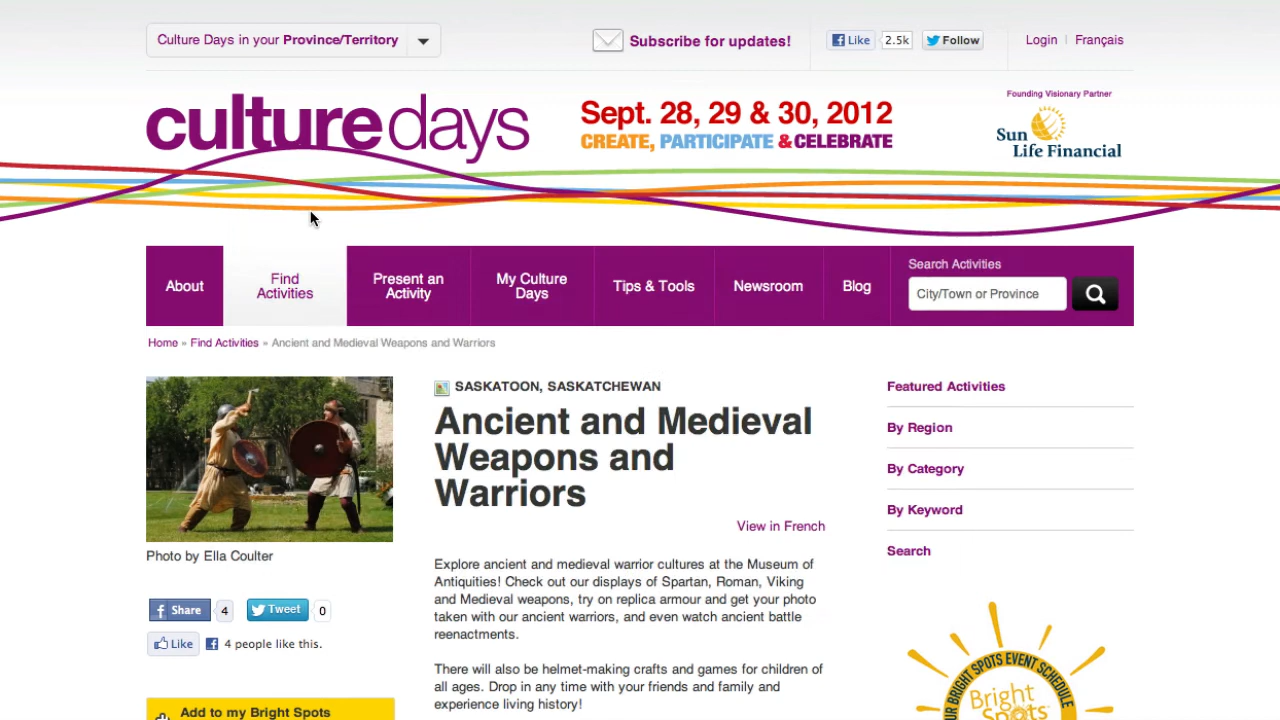 Culture Days in your Province/Territory
Subscribe for updates!
Like
2.5k
Follow
Login
Français
culturedays
Sept. 28, 29 & 30, 2012
CREATE, PARTICIPATE & CELEBRATE
Founding Visionary Partner
Sun
Life Financial
About
Find
Activities
Present an
Activity
My Culture
Days
Tips & Tools
Newsroom
Blog
Search Activities
City/Town or Province
Home » Find Activities » Ancient and Medieval Weapons and Warriors
Photo by Ella Coulter
Share
4
Tweet
0
Like
4 people like this.
Add to my Bright Spots
SASKATOON, SASKATCHEWAN
Ancient and Medieval
Weapons and
Warriors
View in French
Explore ancient and medieval warrior cultures at the Museum of
Antiquities! Check out our displays of Spartan, Roman, Viking
and Medieval weapons, try on replica armour and get your photo
taken with our ancient warriors, and even watch ancient battle
reenactments.
There will also be helmet-making crafts and games for children of
all ages. Drop in any time with your friends and family and
experience living history!
Featured Activities
By Region
By Category
By Keyword
Search
BRIGHT SPOTS EVENT SCHEDULE
Bright
Spots